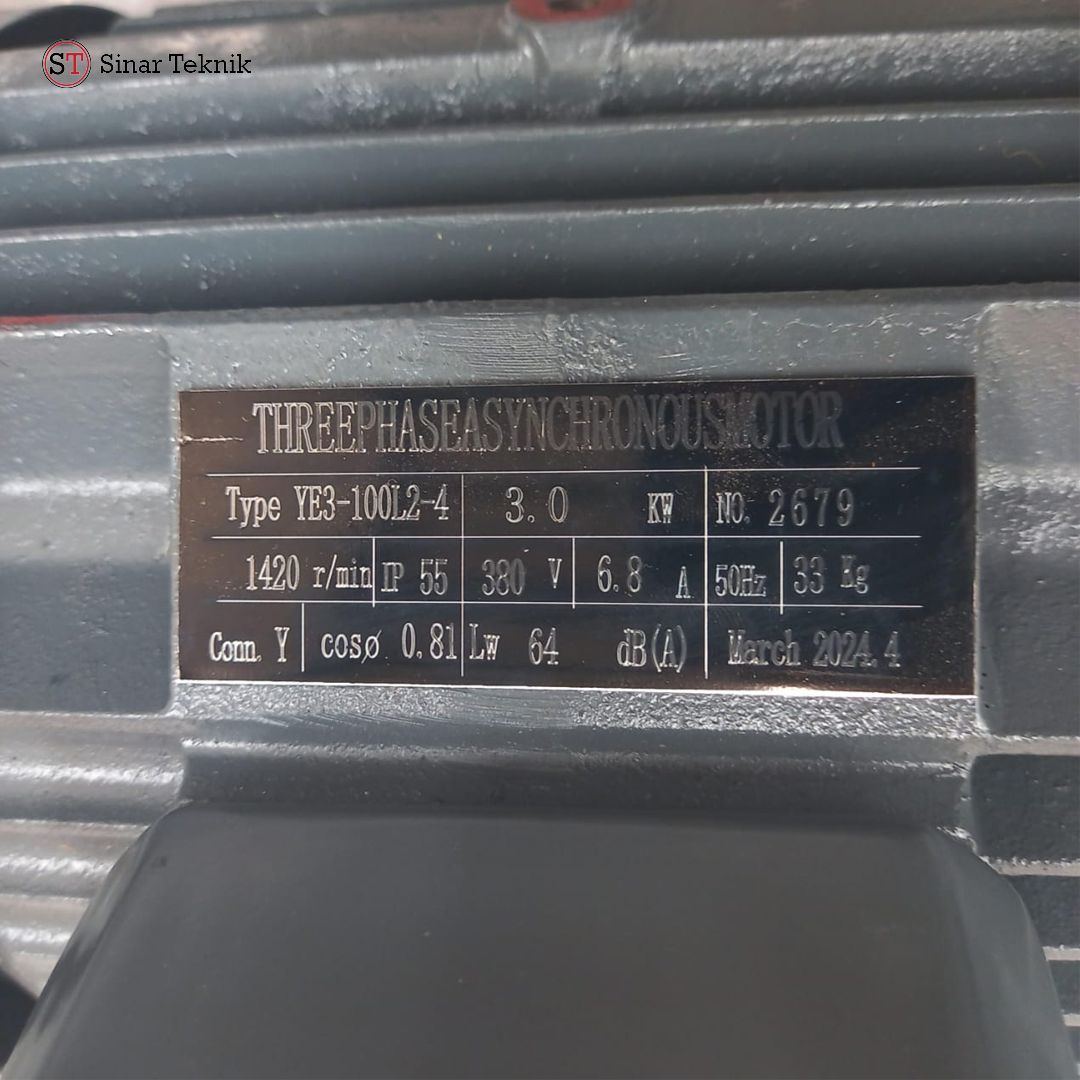 ST Sinar Teknik
THREEPHASEASYNCHRONOUSMOTOR
Type YE3-100L2-4 3.0 KW NO. 2679
1420 r/min IP 55 380 V 6.8 A 50Hz 33 Kg
Conn. Y cosø 0.81 Lw 64 dB(A) March 2024.4